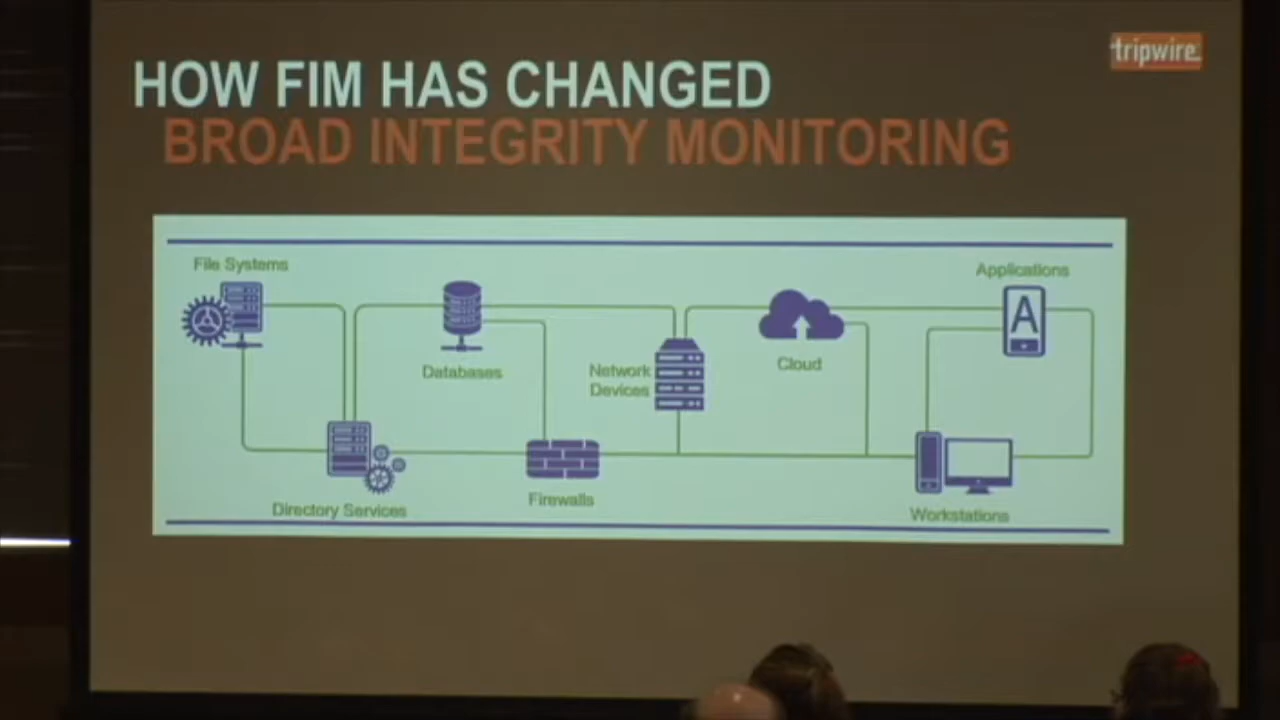 tripwire
HOW FIM HAS CHANGED
BROAD INTEGRITY MONITORING
File Systems
Applications
A
Databases
Network
Devices
Cloud
Directory Services
Firewalls
Workstations